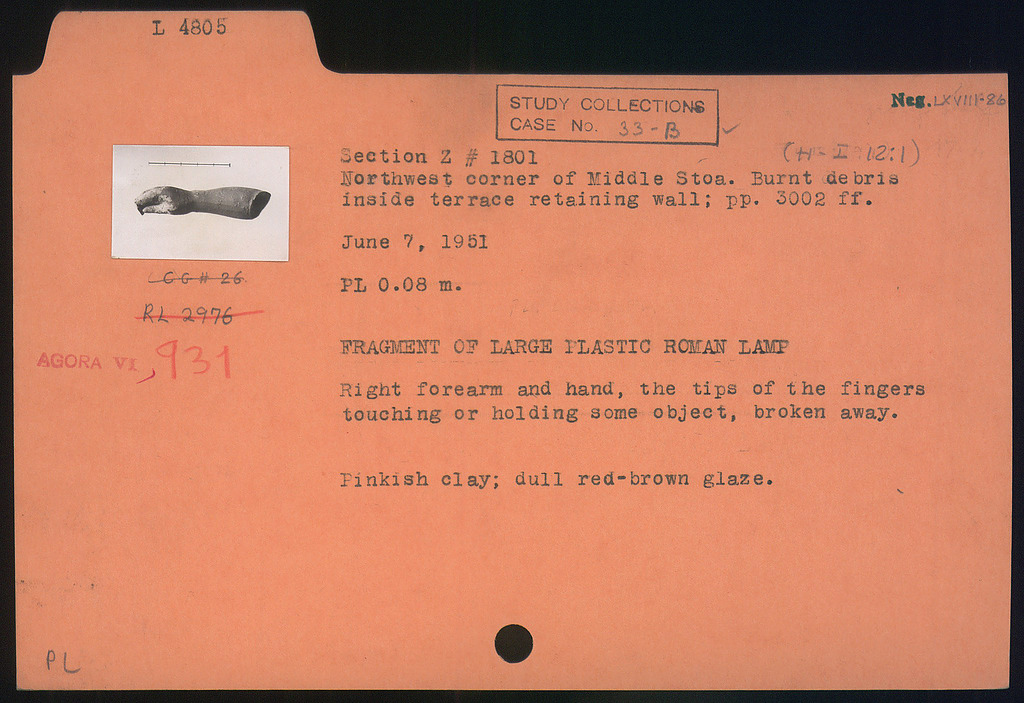 L 4805
Neg. LXVIII-86
STUDY COLLECTIONS
CASE No. 33-B
Section Z # 1801
(H-I 12:1)
Northwest corner of Middle Stoa. Burnt debris
inside terrace retaining wall; pp. 3002 ff.
June 7, 1951
CG# 26
PL 0.08 m.
RL 2976
AGORA VI, 931
FRAGMENT OF LARGE PLASTIC ROMAN LAMP
Right forearm and hand, the tips of the fingers
touching or holding some object, broken away.
Pinkish clay; dull red-brown glaze.
PL